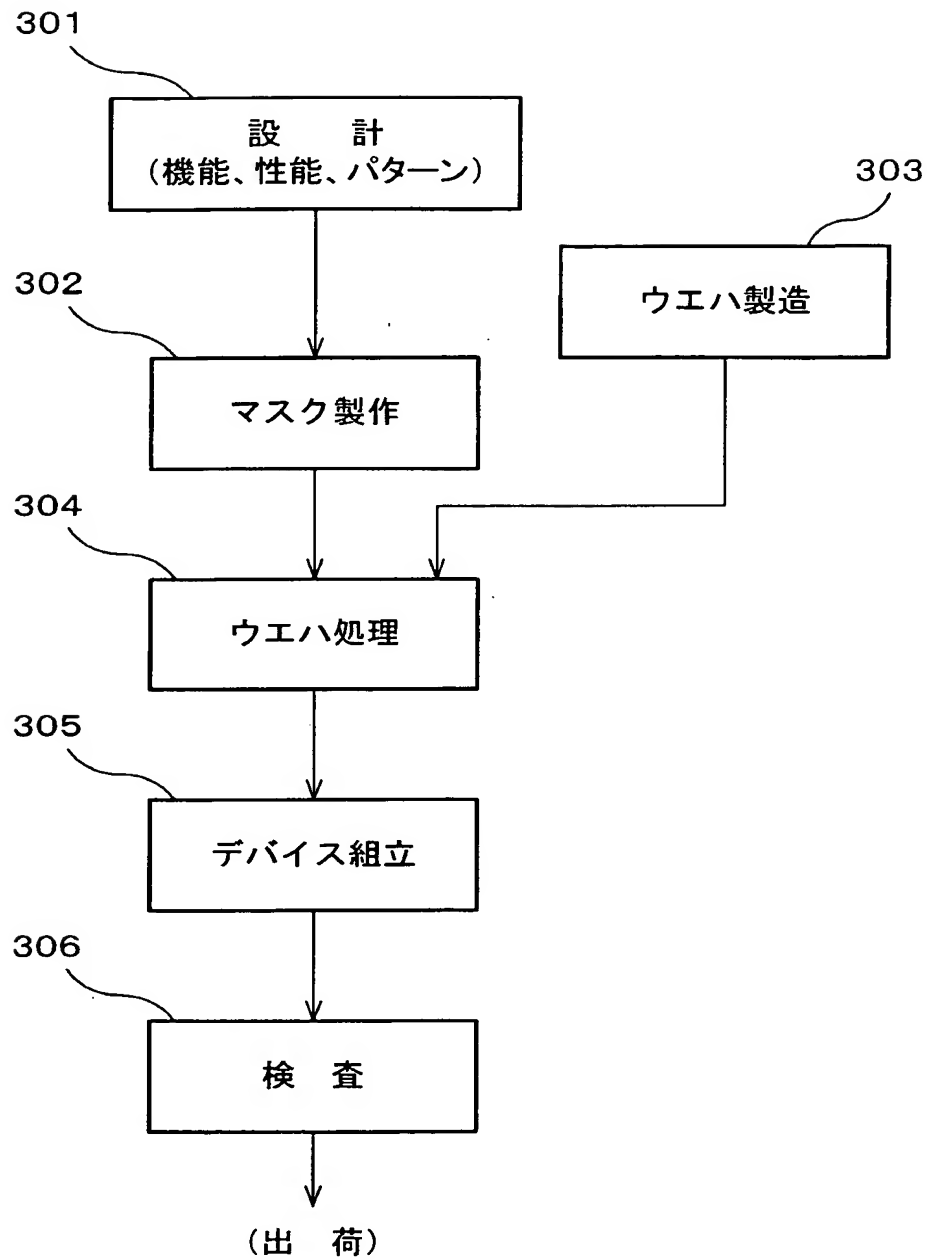 301
設　計
(機能、性能、パターン)
303
ウエハ製造
302
マスク製作
304
ウエハ処理
305
デバイス組立
306
検　査
(出　荷)